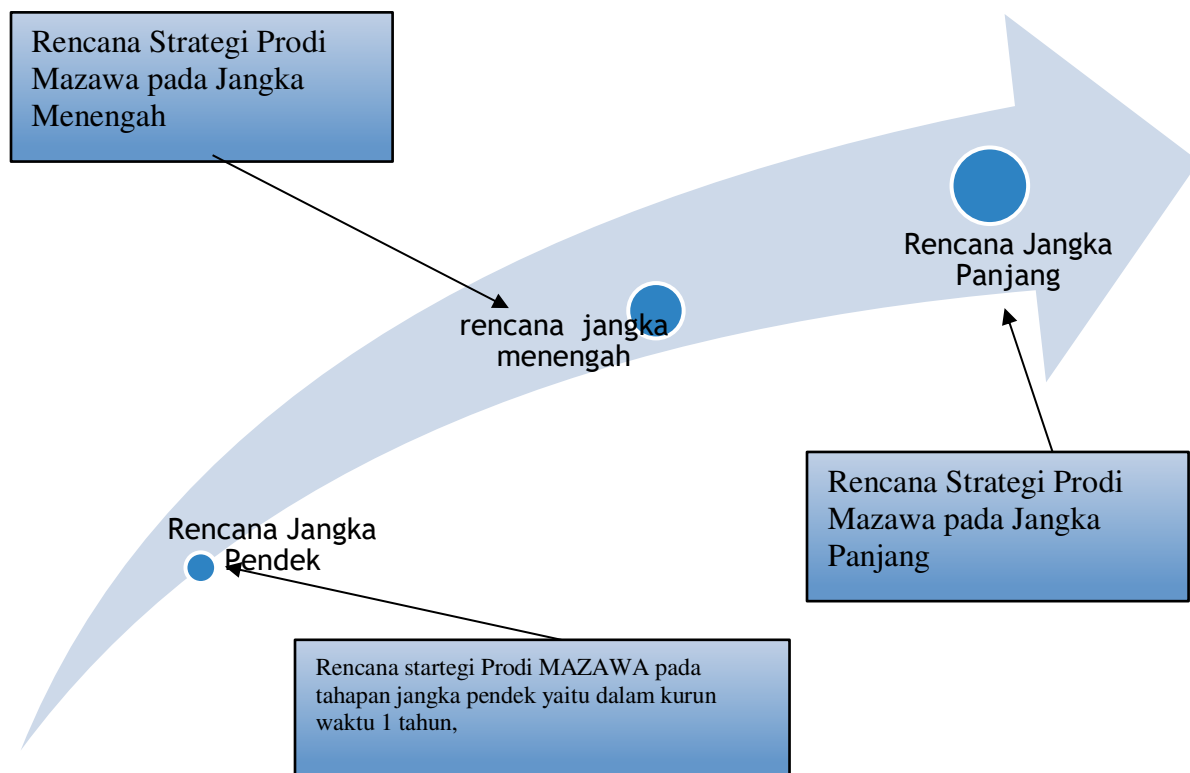 Rencana Strategi Prodi
Mazawa pada Jangka
Menengah
Rencana Jangka
Panjang
rencana jangka
menengah
Rencana Strategi Prodi
Mazawa pada Jangka
Panjang
Rencana Jangka
Pendek
Rencana startegi Prodi MAZAWA pada
tahapan jangka pendek yaitu dalam kurun
waktu 1 tahun,